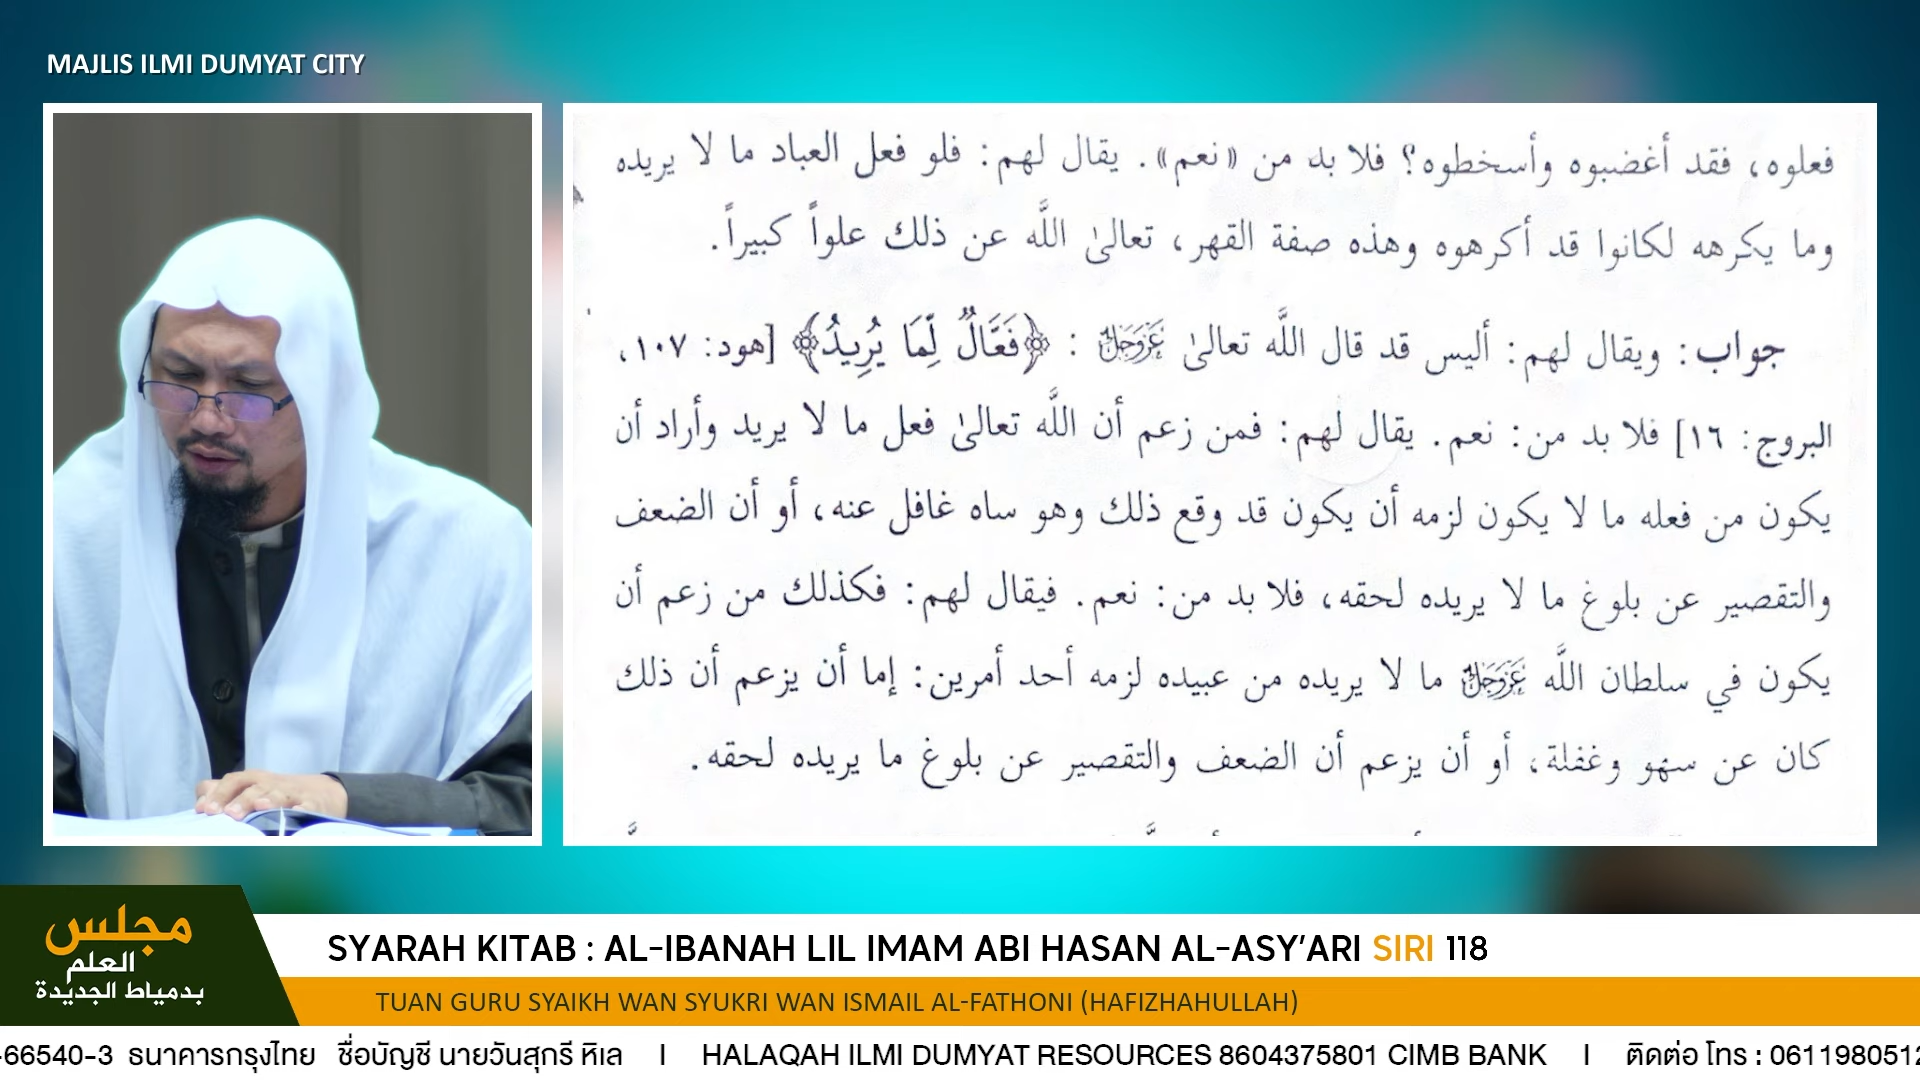 MAJLIS ILMI DUMYAT CITY
فعلوه، فقد أغضبوه وأسخطوه؟ فلا بد من «نعم». يقال لهم: فلو فعل العباد ما لا يريده
وما يكرهه لكانوا قد أكرهوه وهذه صفة القهر، تعالىٰ اللَّه عن ذلك علواً كبيراً.
جواب: ويقال لهم: أليس قد قال اللَّه تعالىٰ عَزَّوَجَلَّ : ﴿فَعَّالٌ لِّمَا يُرِيدُ﴾ [هود: ١٠٧،
البروج: ١٦] فلا بد من: نعم. يقال لهم: فمن زعم أن اللَّه تعالىٰ فعل ما لا يريد وأراد أن
يكون من فعله ما لا يكون لزمه أن يكون قد وقع ذلك وهو ساه غافل عنه، أو أن الضعف
والتقصير عن بلوغ ما لا يريده لحقه، فلا بد من: نعم. فيقال لهم: فكذلك من زعم أن
يكون في سلطان اللَّه عَزَّوَجَلَّ ما لا يريده من عبيده لزمه أحد أمرين: إما أن يزعم أن ذلك
كان عن سهو وغفلة، أو أن يزعم أن الضعف والتقصير عن بلوغ ما يريده لحقه.
مجلس
العلم
بدمياط الجديدة
SYARAH KITAB : AL-IBANAH LIL IMAM ABI HASAN AL-ASY'ARI SIRI 118
TUAN GURU SYAIKH WAN SYUKRI WAN ISMAIL AL-FATHONI (HAFIZHAHULLAH)
-66540-3 ธนาคารกรุงไทย ชื่อบัญชี นายวันสุกรี หิเล I HALAQAH ILMI DUMYAT RESOURCES 8604375801 CIMB BANK I ติดต่อ โทร : 0611980512